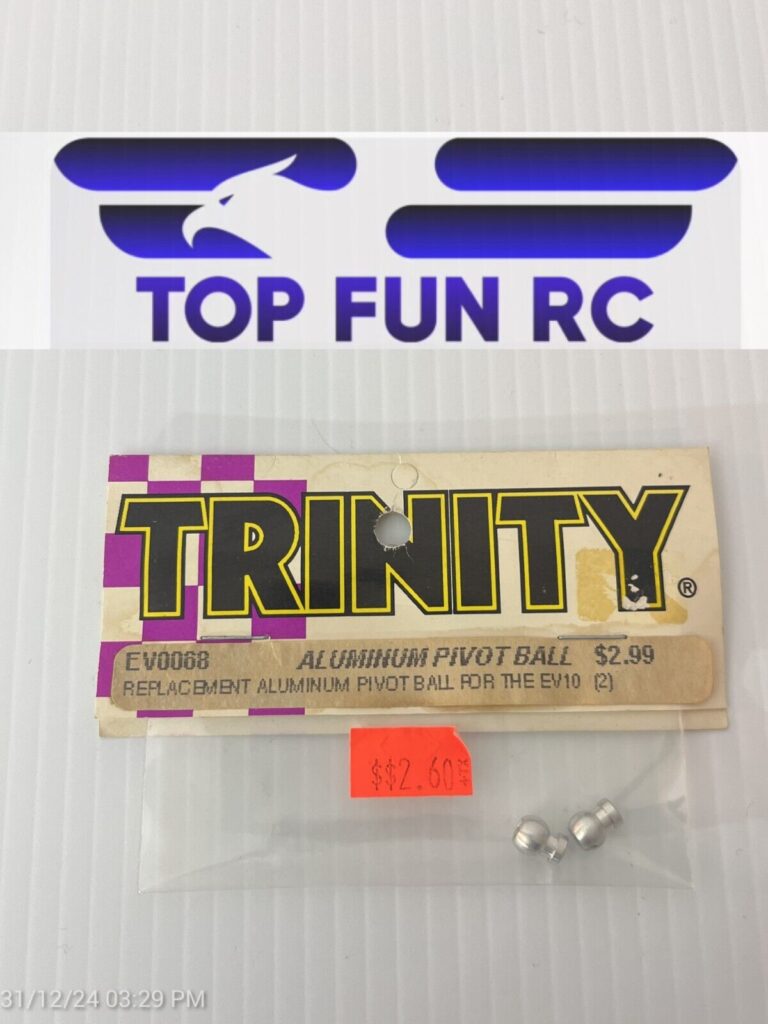 TOP FUN RC
TRINITY®
EV0068 ALUMINUM PIVOT BALL $2.99
REPLACEMENT ALUMINUM PIVOT BALL FOR THE EV10 (2)
$$2.60 +TX
31/12/24 03:29 PM